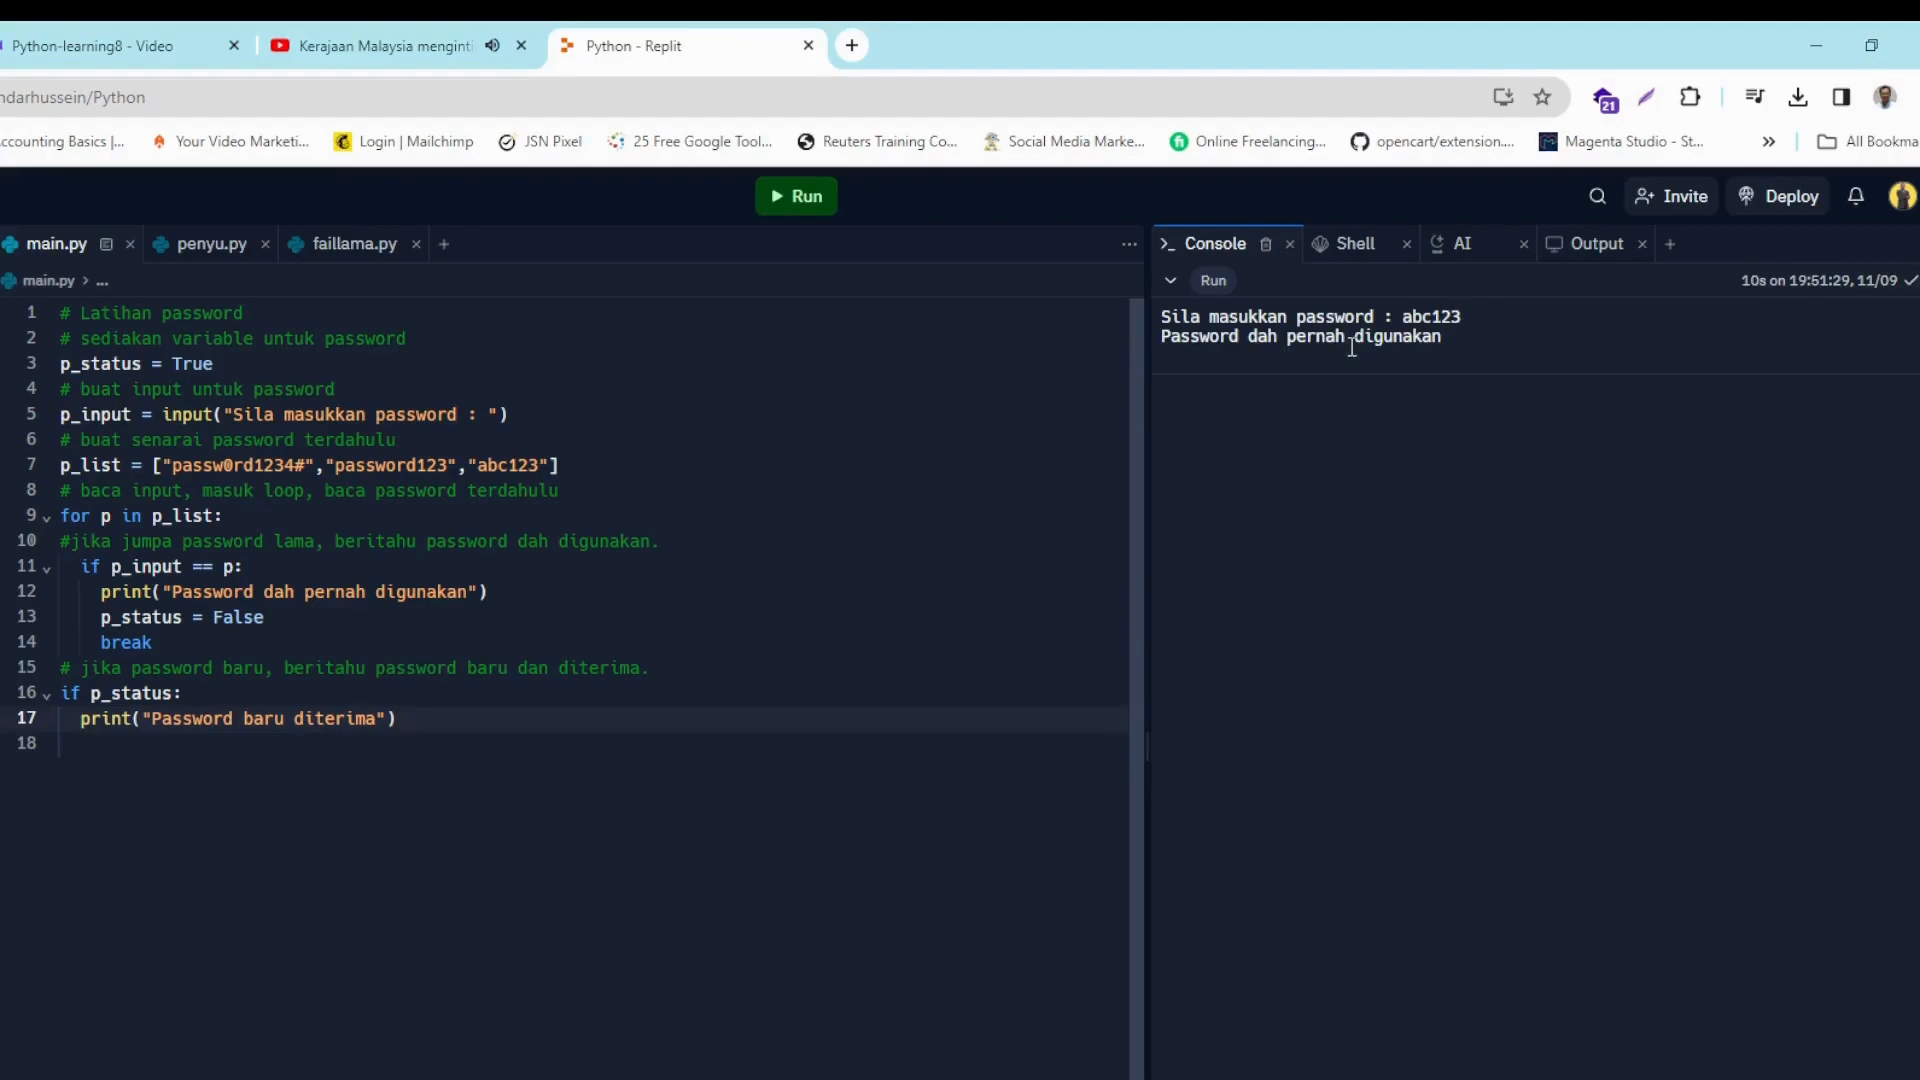 Python-learning8 - Video
Kerajaan Malaysia menginti
Python - Replit
ndarhussein/Python
21
ccounting Basics |...
Your Video Marketi...
Login | Mailchimp
JSN Pixel
25 Free Google Tool...
Reuters Training Co...
Social Media Marke...
Online Freelancing...
opencart/extension....
Magenta Studio - St...
All Bookma
Run
Invite
Deploy
main.py
penyu.py
faillama.py
Console
Shell
AI
Output
main.py > ...
Run
10s on 19:51:29, 11/09
1 # Latihan password
2 # sediakan variable untuk password
3 p_status = True
4 # buat input untuk password
5 p_input = input("Sila masukkan password : ")
6 # buat senarai password terdahulu
7 p_list = ["passw0rd1234#","password123","abc123"]
8 # baca input, masuk loop, baca password terdahulu
9 for p in p_list:
10 #jika jumpa password lama, beritahu password dah digunakan.
11 if p_input == p:
12 print("Password dah pernah digunakan")
13 p_status = False
14 break
15 # jika password baru, beritahu password baru dan diterima.
16 if p_status:
17 print("Password baru diterima")
18
Sila masukkan password : abc123
Password dah pernah digunakan